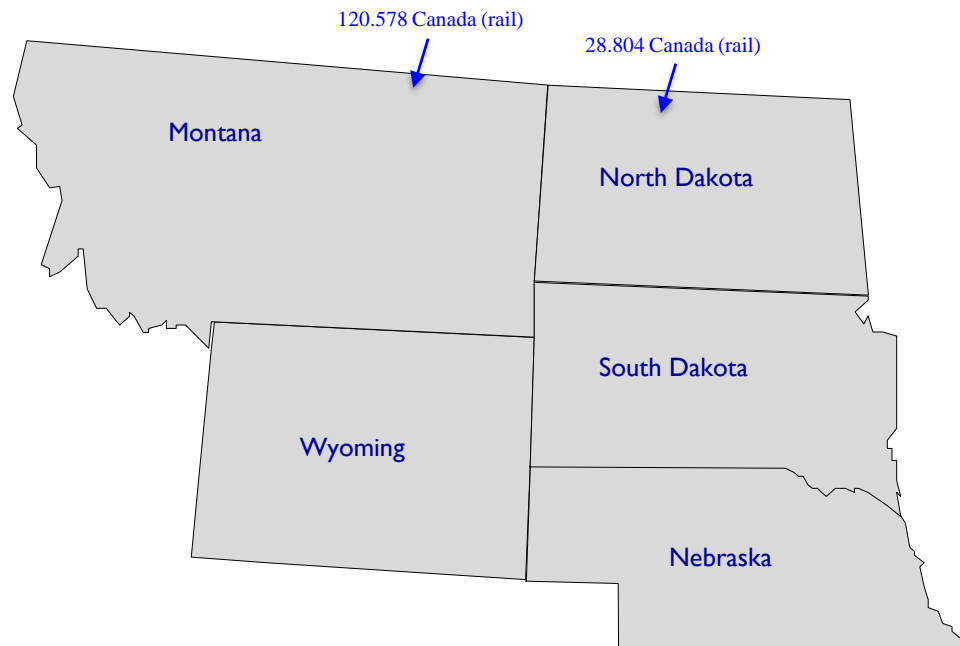 120.578 Canada (rail)
28.804 Canada (rail)
Montana
North Dakota
South Dakota
Wyoming
Nebraska